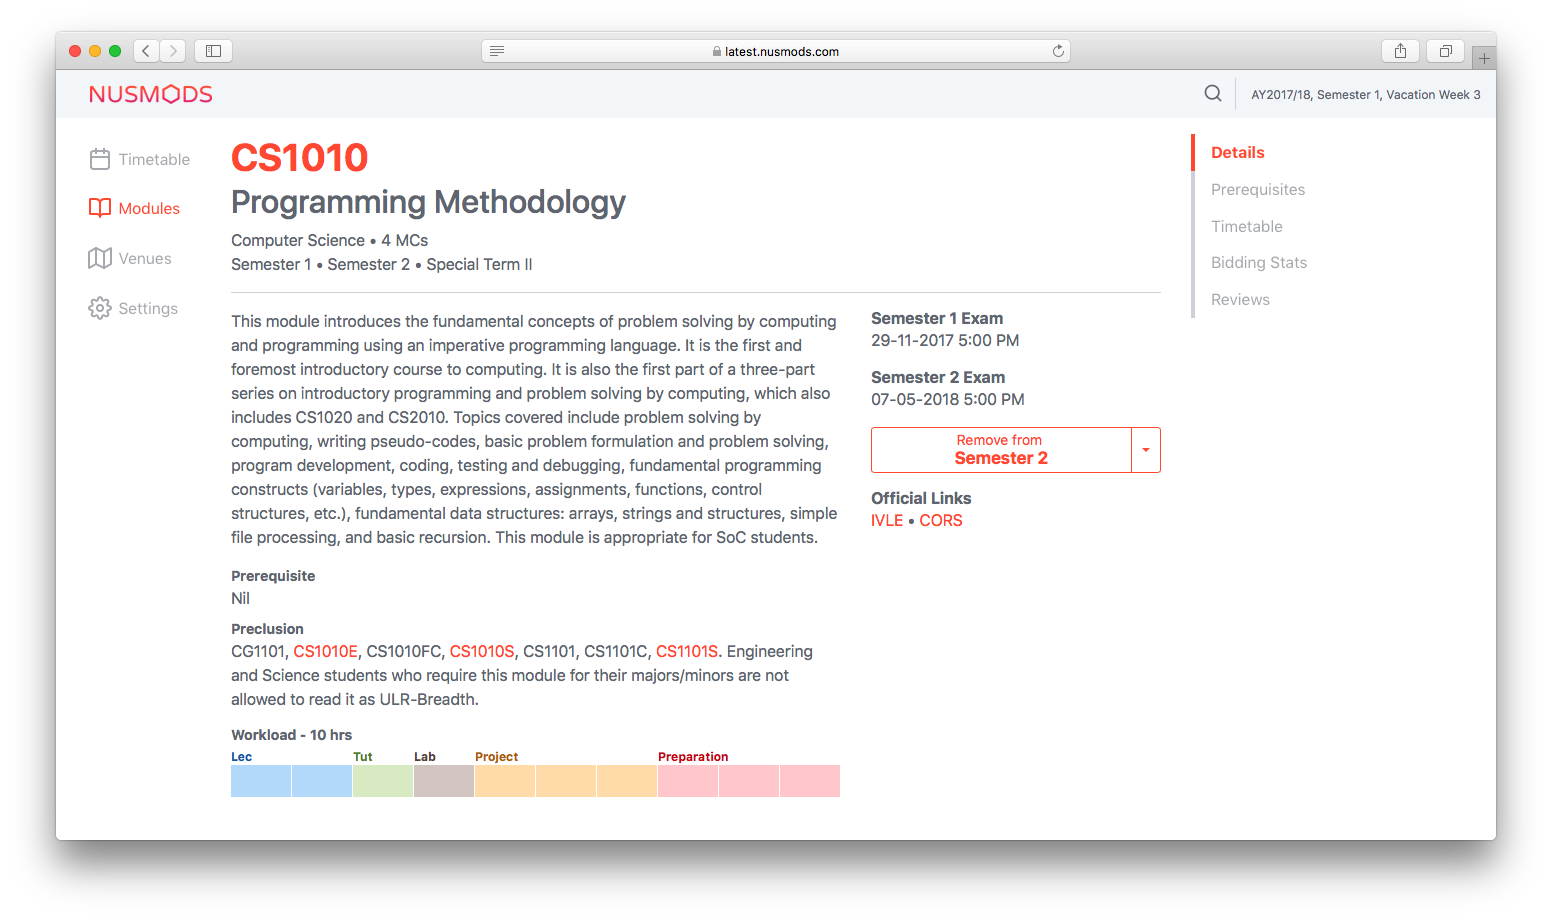 latest.nusmods.com
NUSMODS
AY2017/18, Semester 1, Vacation Week 3
Timetable
Modules
Venues
Settings
CS1010
Programming Methodology
Computer Science • 4 MCs
Semester 1 • Semester 2 • Special Term II
This module introduces the fundamental concepts of problem solving by computing
and programming using an imperative programming language. It is the first and
foremost introductory course to computing. It is also the first part of a three-part
series on introductory programming and problem solving by computing, which also
includes CS1020 and CS2010. Topics covered include problem solving by
computing, writing pseudo-codes, basic problem formulation and problem solving,
program development, coding, testing and debugging, fundamental programming
constructs (variables, types, expressions, assignments, functions, control
structures, etc.), fundamental data structures: arrays, strings and structures, simple
file processing, and basic recursion. This module is appropriate for SoC students.
Prerequisite
Nil
Preclusion
CG1101, CS1010E, CS1010FC, CS1010S, CS1101, CS1101C, CS1101S. Engineering
and Science students who require this module for their majors/minors are not
allowed to read it as ULR-Breadth.
Workload - 10 hrs
Lec Tut Lab Project Preparation
Semester 1 Exam
29-11-2017 5:00 PM
Semester 2 Exam
07-05-2018 5:00 PM
Remove from
Semester 2
Official Links
IVLE • CORS
Details
Prerequisites
Timetable
Bidding Stats
Reviews